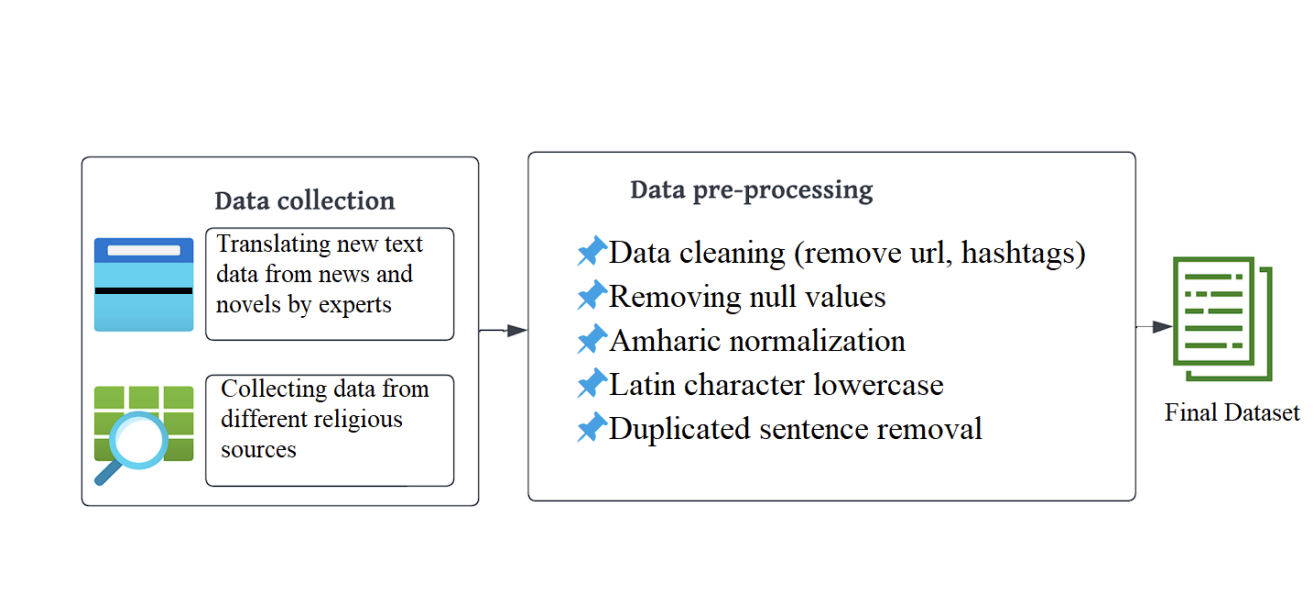 Data collection
Translating new text
data from news and
novels by experts
Collecting data from
different religious
sources
Data pre-processing
Data cleaning (remove url, hashtags)
Removing null values
Amharic normalization
Latin character lowercase
Duplicated sentence removal
Final Dataset